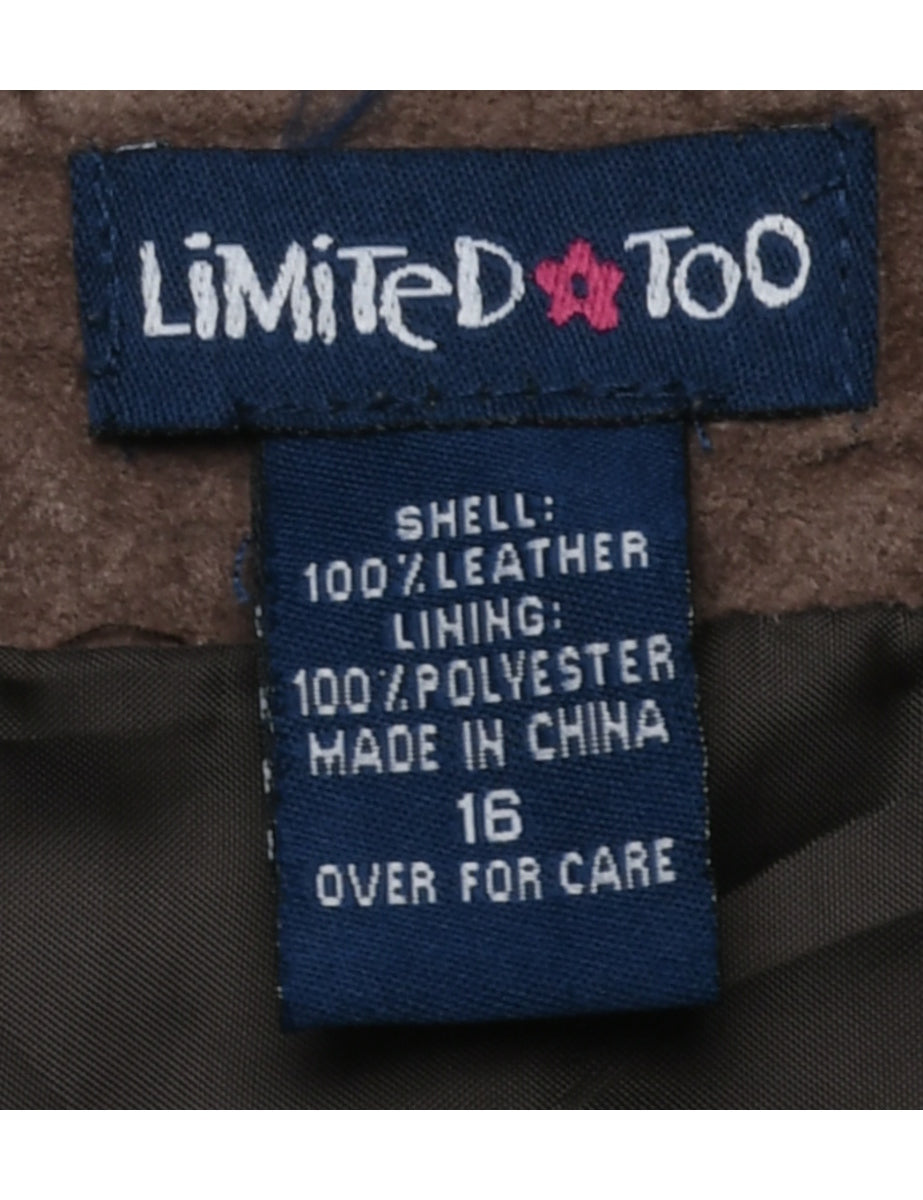 LiMiTeD TOO
SHELL:
100% LEATHER
LINING:
100% POLYESTER
MADE IN CHINA
16
OVER FOR CARE